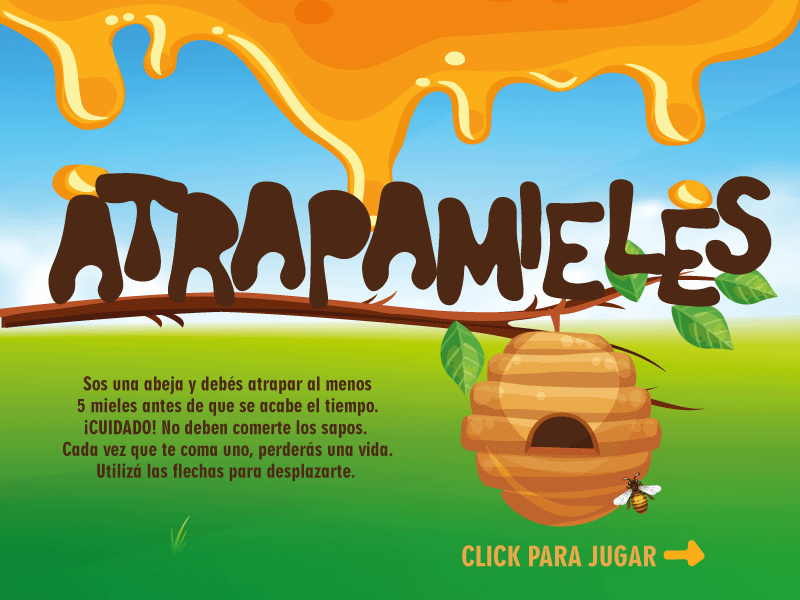 ATRAPAMIELES
Sos una abeja y debés atrapar al menos
5 mieles antes de que se acabe el tiempo.
¡CUIDADO! No deben comerte los sapos.
Cada vez que te coma uno, perderás una vida.
Utilizá las flechas para desplazarte.
CLICK PARA JUGAR